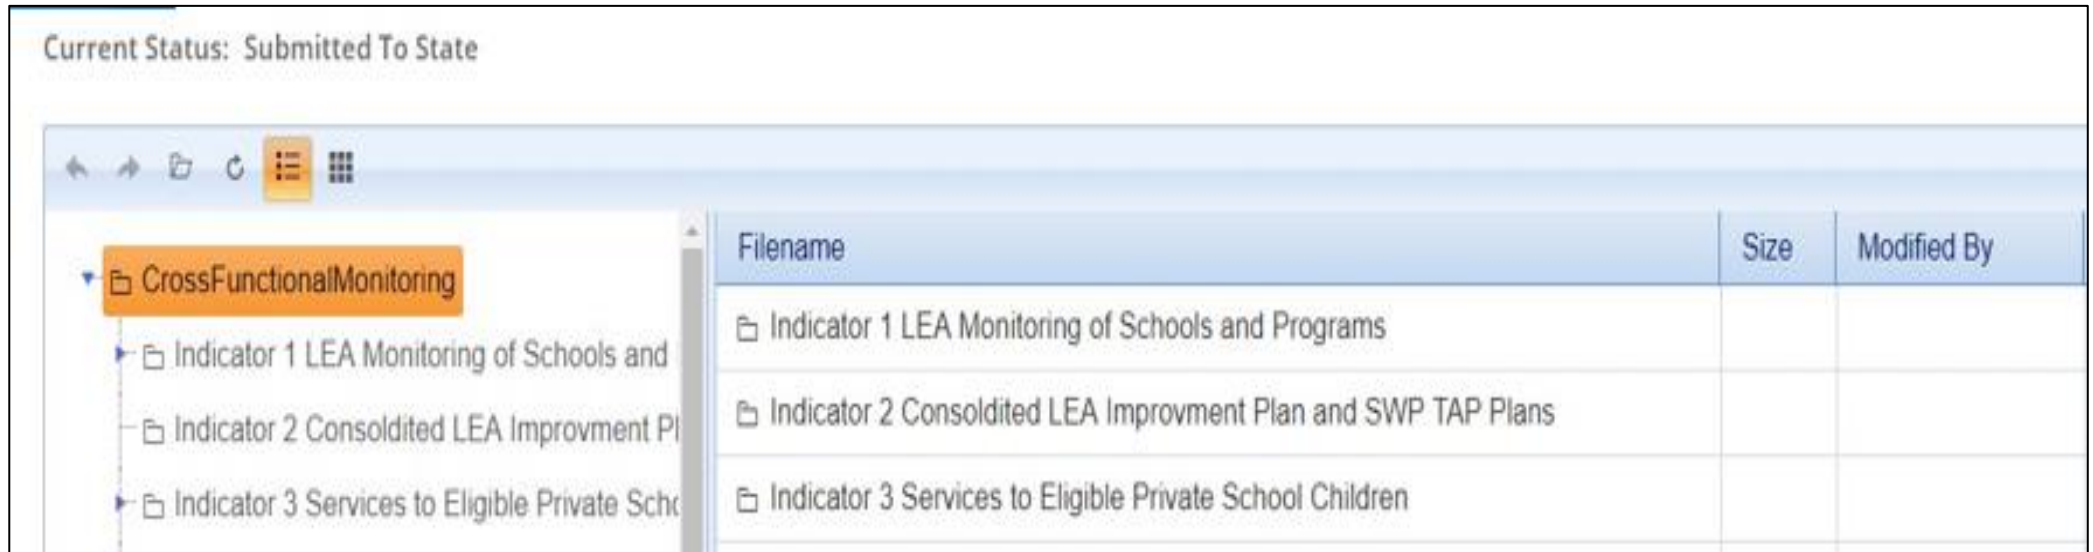 Current Status: Submitted To State
CrossFunctionalMonitoring
Indicator 1 LEA Monitoring of Schools and
Indicator 2 Consoldited LEA Improvment Pl
Indicator 3 Services to Eligible Private Scho
Filename Size Modified By
Indicator 1 LEA Monitoring of Schools and Programs
Indicator 2 Consoldited LEA Improvment Plan and SWP TAP Plans
Indicator 3 Services to Eligible Private School Children